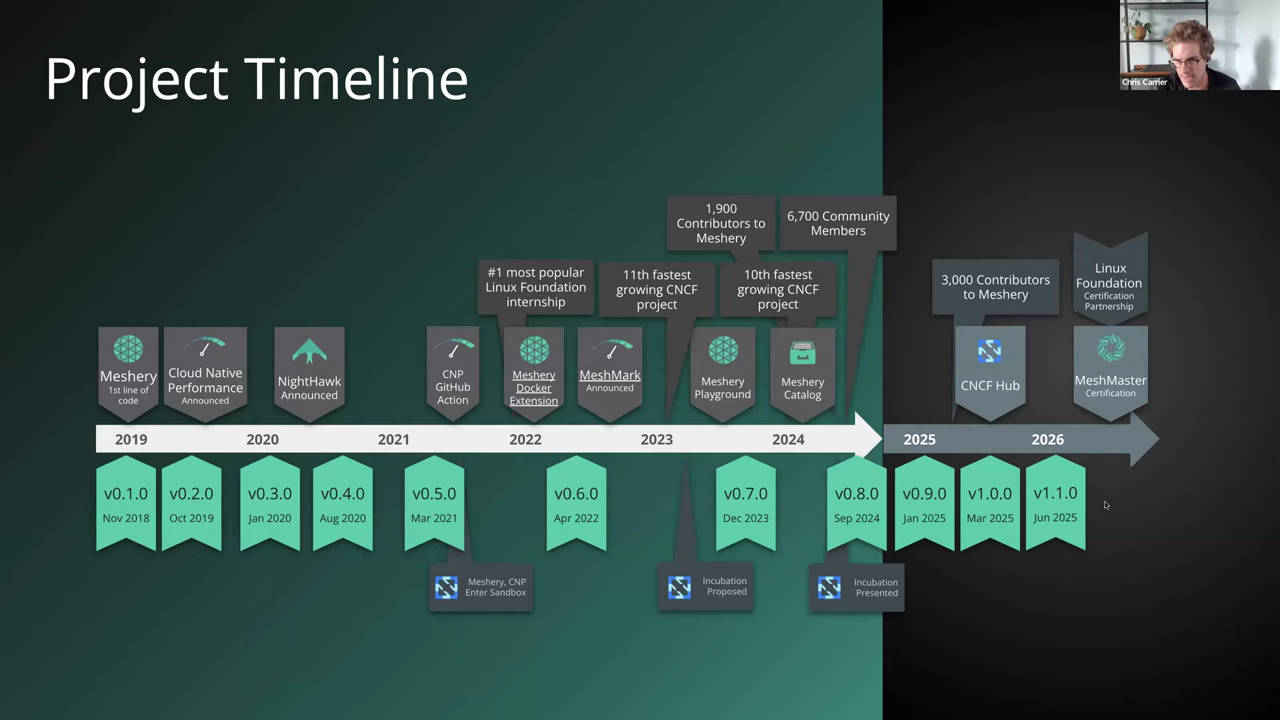 Project Timeline
Chris Carrier
1,900
Contributors to
Meshery
6,700 Community
Members
#1 most popular
Linux Foundation
internship
11th fastest
growing CNCF
project
10th fastest
growing CNCF
project
3,000 Contributors
to Meshery
Linux
Foundation
Certification
Partnership
Meshery
1st line of
code
Cloud Native
Performance
Announced
NightHawk
Announced
CNP
GitHub
Action
Meshery
Docker
Extension
MeshMark
Announced
Meshery
Playground
Meshery
Catalog
CNCF Hub
MeshMaster
Certification
2019
2020
2021
2022
2023
2024
2025
2026
v0.1.0
Nov 2018
v0.2.0
Oct 2019
v0.3.0
Jan 2020
v0.4.0
Aug 2020
v0.5.0
Mar 2021
v0.6.0
Apr 2022
v0.7.0
Dec 2023
v0.8.0
Sep 2024
v0.9.0
Jan 2025
v1.0.0
Mar 2025
v1.1.0
Jun 2025
Meshery, CNP
Enter Sandbox
Incubation
Proposed
Incubation
Presented